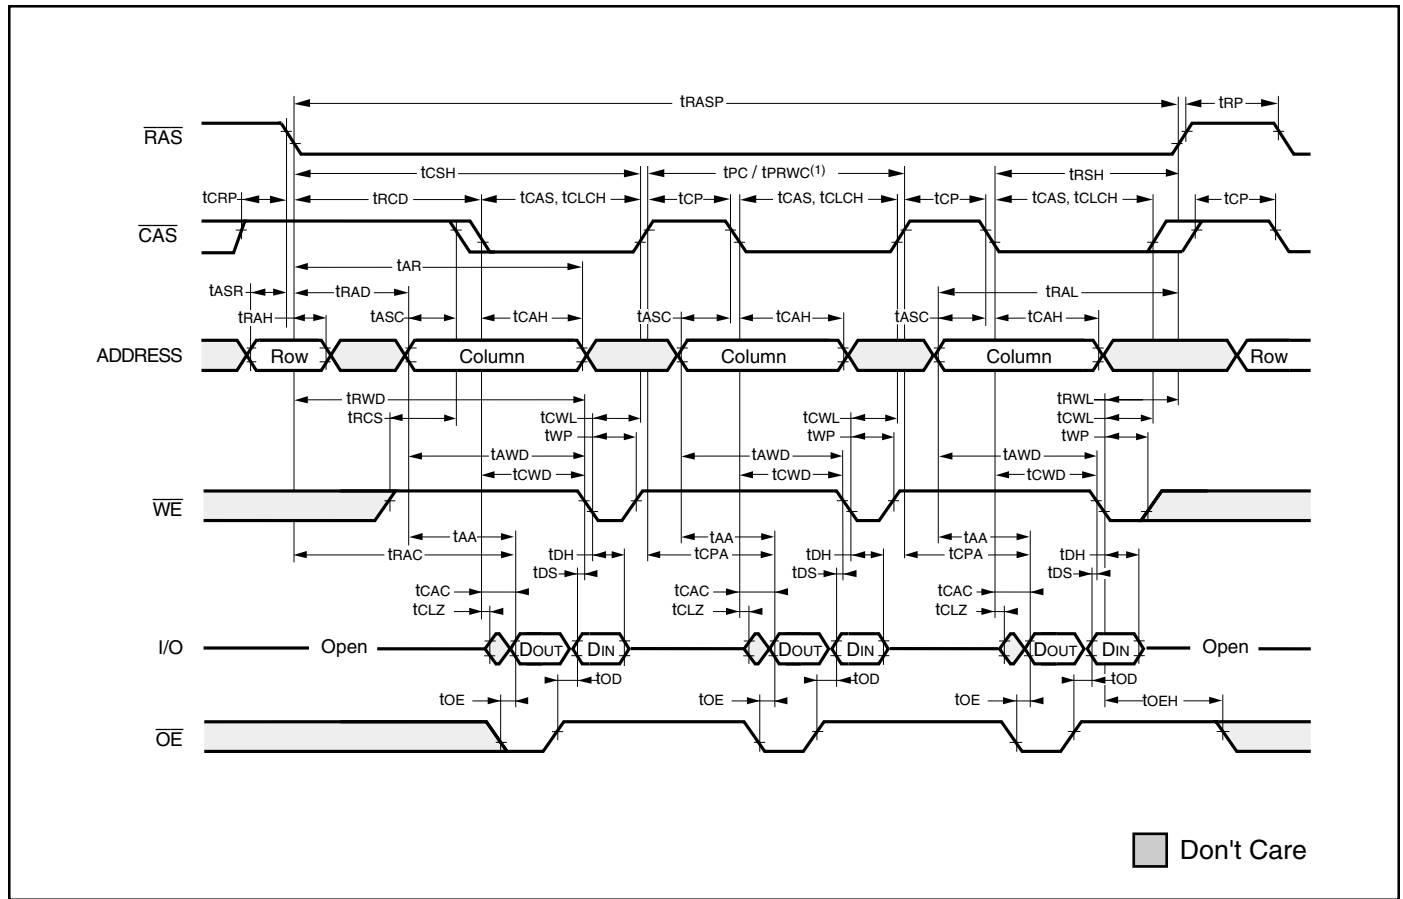 tRASP tRP
RAS
tCSH tPC / tPRWC(1) tRSH
tCRP tRCD tCAS, tCLCH tCP tCAS, tCLCH tCP tCAS, tCLCH tCP
CAS
tAR
tASR tRAD tRAL
tRAH tASC tCAH tASC tCAH tASC tCAH
ADDRESS Row Column Column Column Row
tRWD tRWL
tRCS tCWL tCWL tCWL
tWP tWP tWP
tAWD tAWD tAWD
tCWD tCWD tCWD
WE
tAA tAA tAA
tRAC tDH tCPA tDH tCPA tDH
tDS tDS tDS
tCAC tCAC tCAC
tCLZ tCLZ tCLZ
I/O Open DOUT DIN DOUT DIN DOUT DIN Open
tOD tOD tOD
tOE tOE tOE tOEH
OE
Don't Care